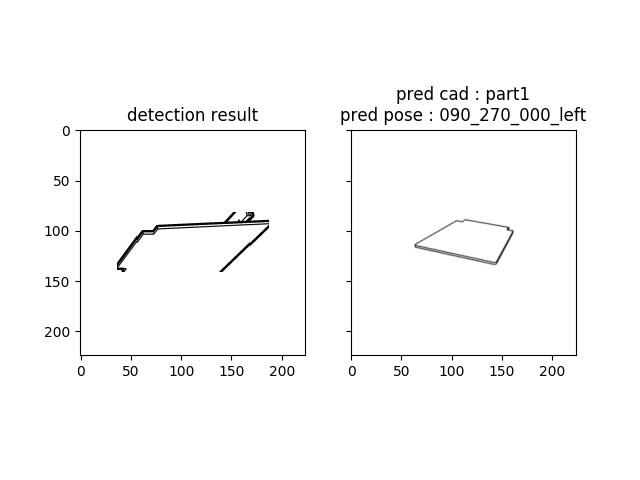 detection result
pred cad : part1
pred pose : 090_270_000_left
0
50
100
150
200
0 50 100 150 200
0 50 100 150 200